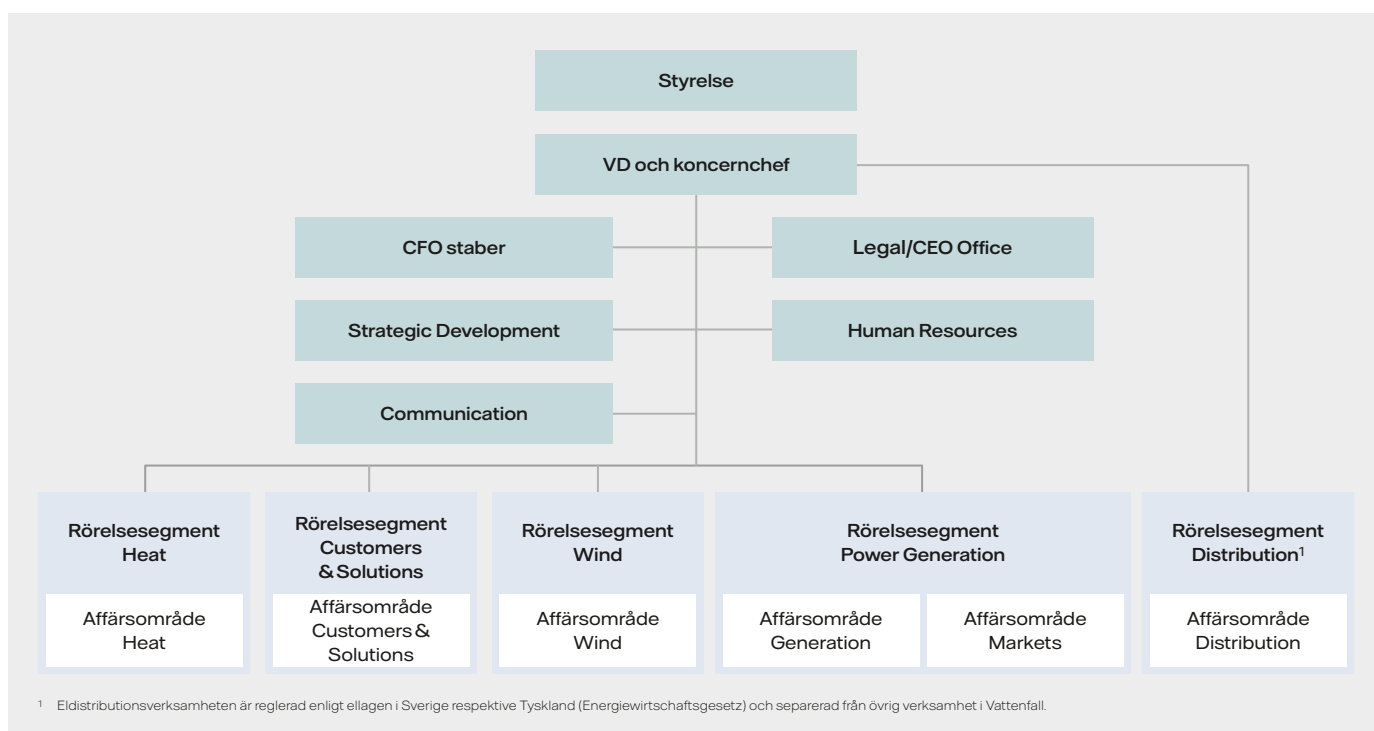 Styrelse
VD och koncernchef
CFO staber
Legal/CEO Office
Strategic Development
Human Resources
Communication
Rörelsesegment
Heat
Affärsområde
Heat
Rörelsesegment
Customers
& Solutions
Affärsområde
Customers &
Solutions
Rörelsesegment
Wind
Affärsområde
Wind
Rörelsesegment
Power Generation
Affärsområde
Generation
Affärsområde
Markets
Rörelsesegment
Distribution¹
Affärsområde
Distribution
¹ Eldistributionsverksamheten är reglerad enligt ellagen i Sverige respektive Tyskland (Energiewirtschaftsgesetz) och separerad från övrig verksamhet i Vattenfall.